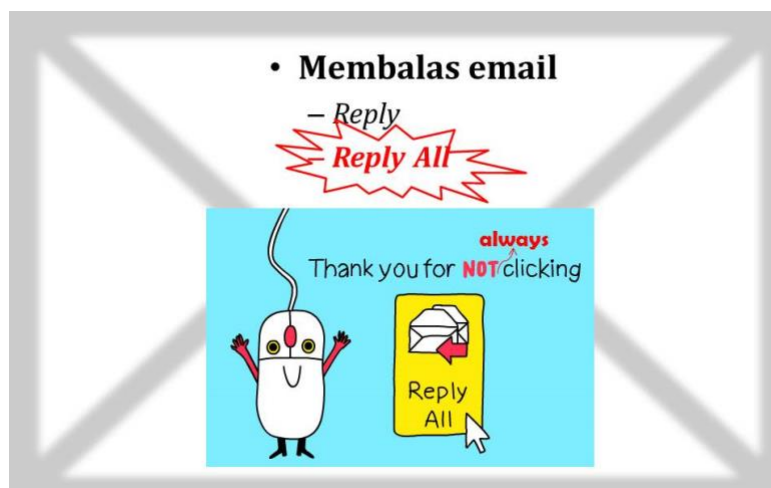 • Membalas email
– Reply
– Reply All
always
Thank you for NOT clicking
Reply
All